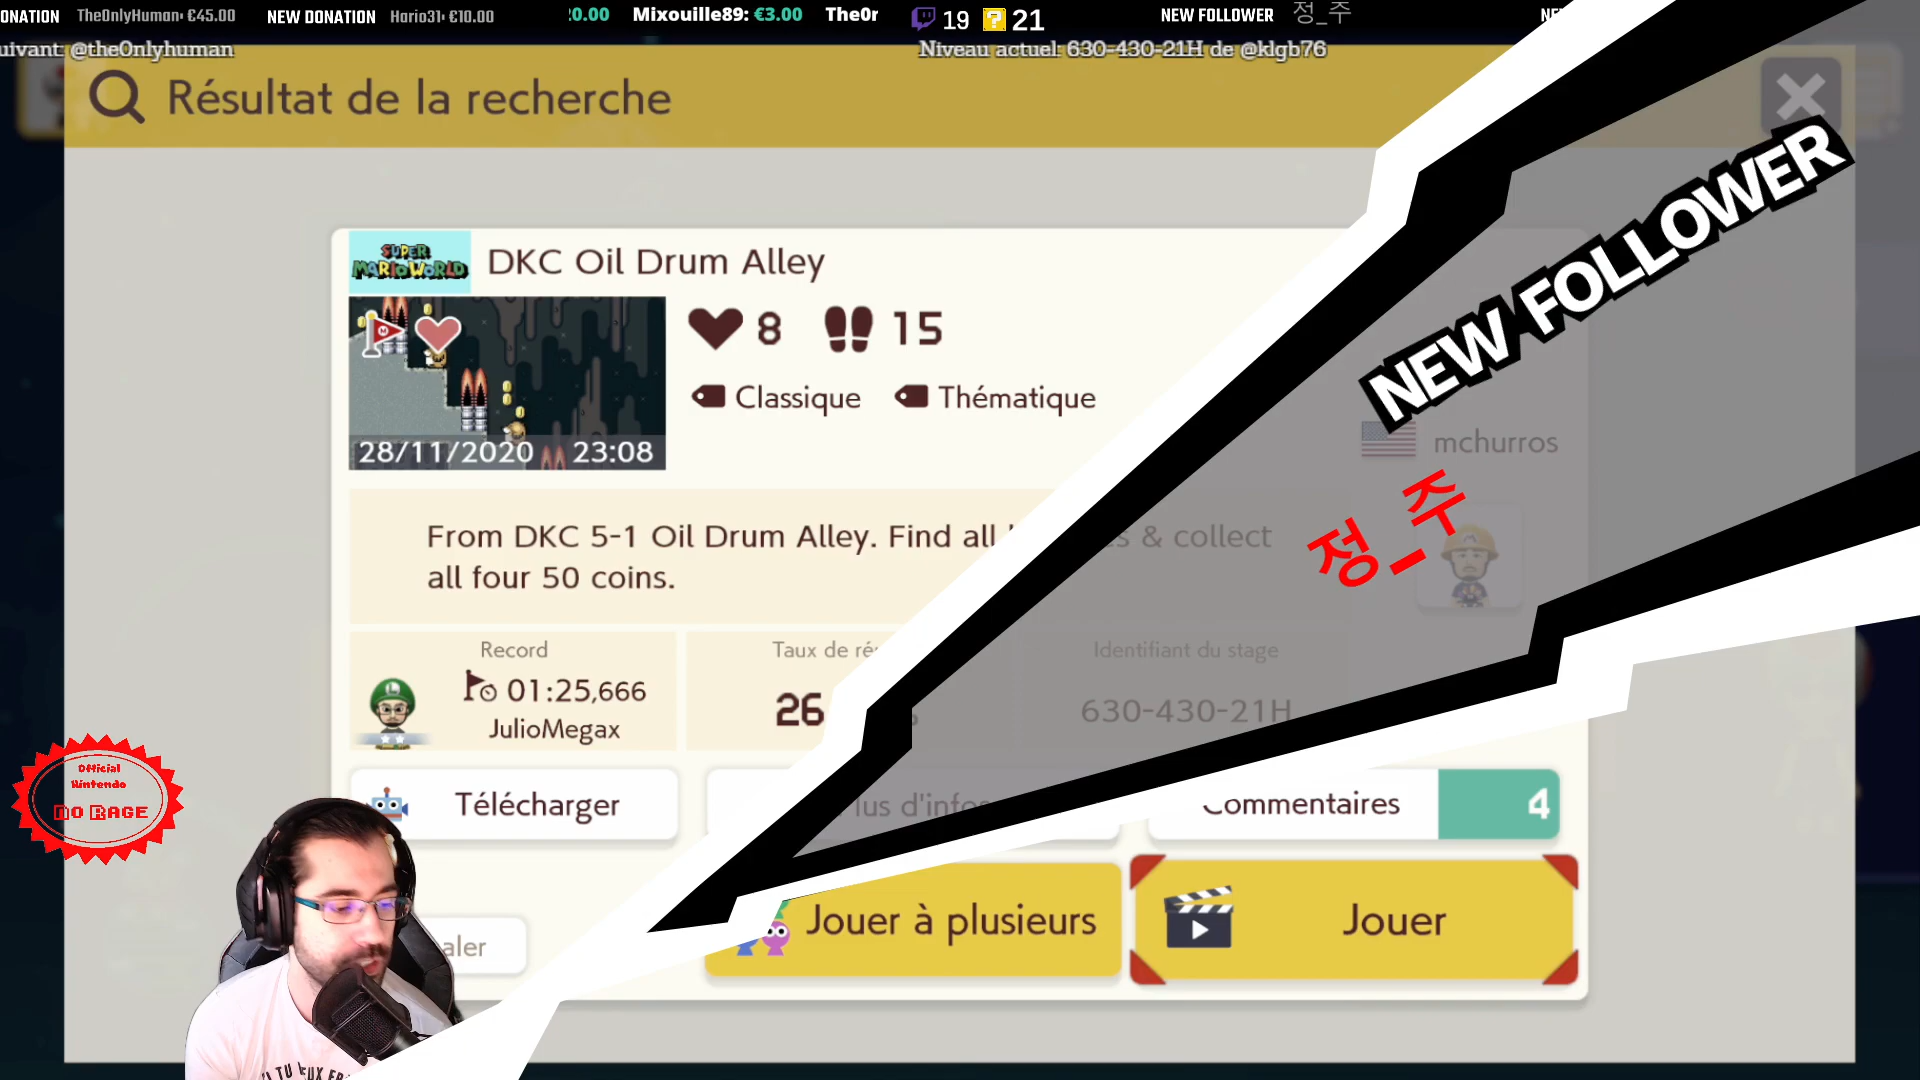 ONATION TheOnlyHuman: €45.00 NEW DONATION Hario31: €10.00
0.00 Mixouille89: €3.00 19 21 NEW FOLLOWER 정_주
uivant: @theOnlyhuman
Niveau actuel: 630-430-21H de @klgb76
Résultat de la recherche
NEW FOLLOWER
정_주
SUPER MARIO WORLD
DKC Oil Drum Alley
8 15
Classique Thématique
28/11/2020 23:08
mchurros
From DKC 5-1 Oil Drum Alley. Find all & collect
all four 50 coins.
Record
01:25,666
JulioMegax
Taux de
26
Identifiant du stage
630-430-21H
Official
Nintendo
No Rage
Télécharger
lus d'infos
Commentaires 4
aler
Jouer à plusieurs
Jouer